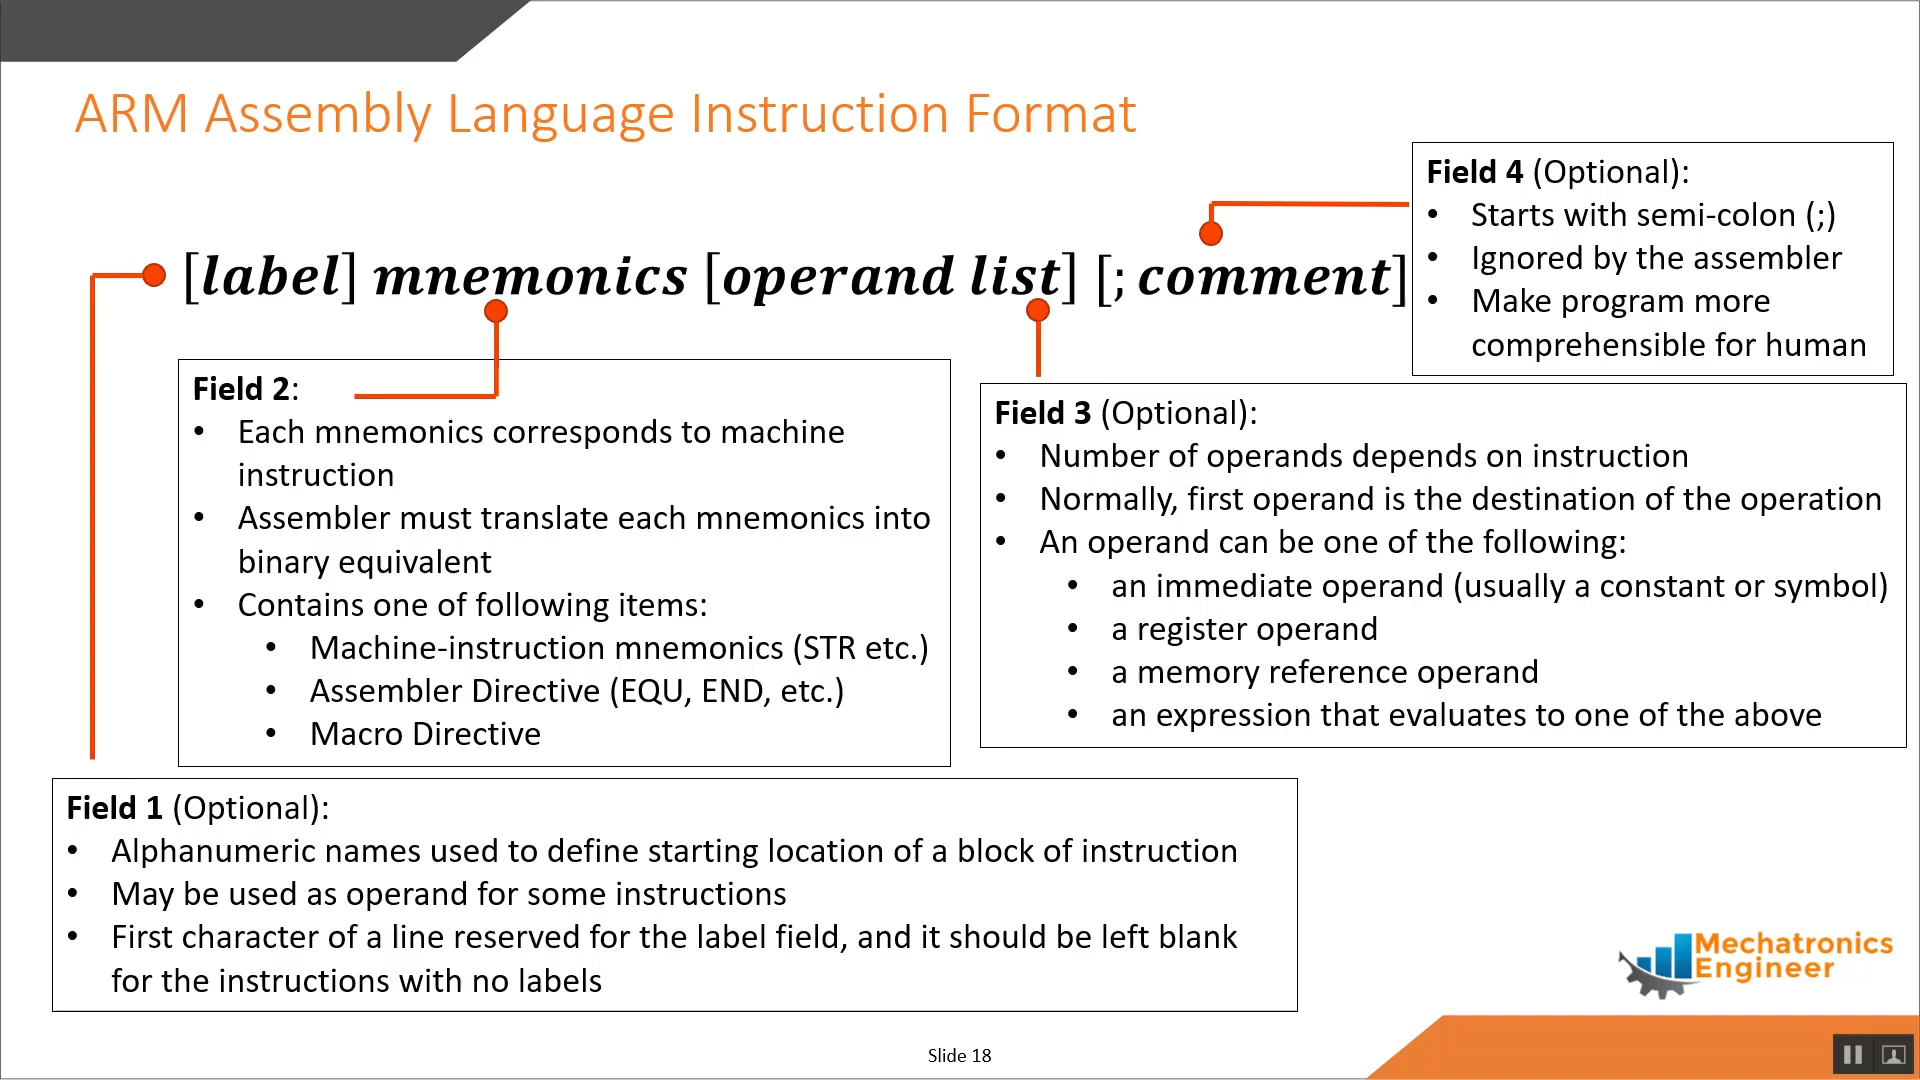 ARM Assembly Language Instruction Format
[label] mnemonics [operand list] [; comment]
Field 4 (Optional):
• Starts with semi-colon (;)
• Ignored by the assembler
• Make program more
comprehensible for human
Field 2:
• Each mnemonics corresponds to machine
instruction
• Assembler must translate each mnemonics into
binary equivalent
• Contains one of following items:
• Machine-instruction mnemonics (STR etc.)
• Assembler Directive (EQU, END, etc.)
• Macro Directive
Field 3 (Optional):
• Number of operands depends on instruction
• Normally, first operand is the destination of the operation
• An operand can be one of the following:
• an immediate operand (usually a constant or symbol)
• a register operand
• a memory reference operand
• an expression that evaluates to one of the above
Field 1 (Optional):
• Alphanumeric names used to define starting location of a block of instruction
• May be used as operand for some instructions
• First character of a line reserved for the label field, and it should be left blank
for the instructions with no labels
Mechatronics
Engineer
Slide 18